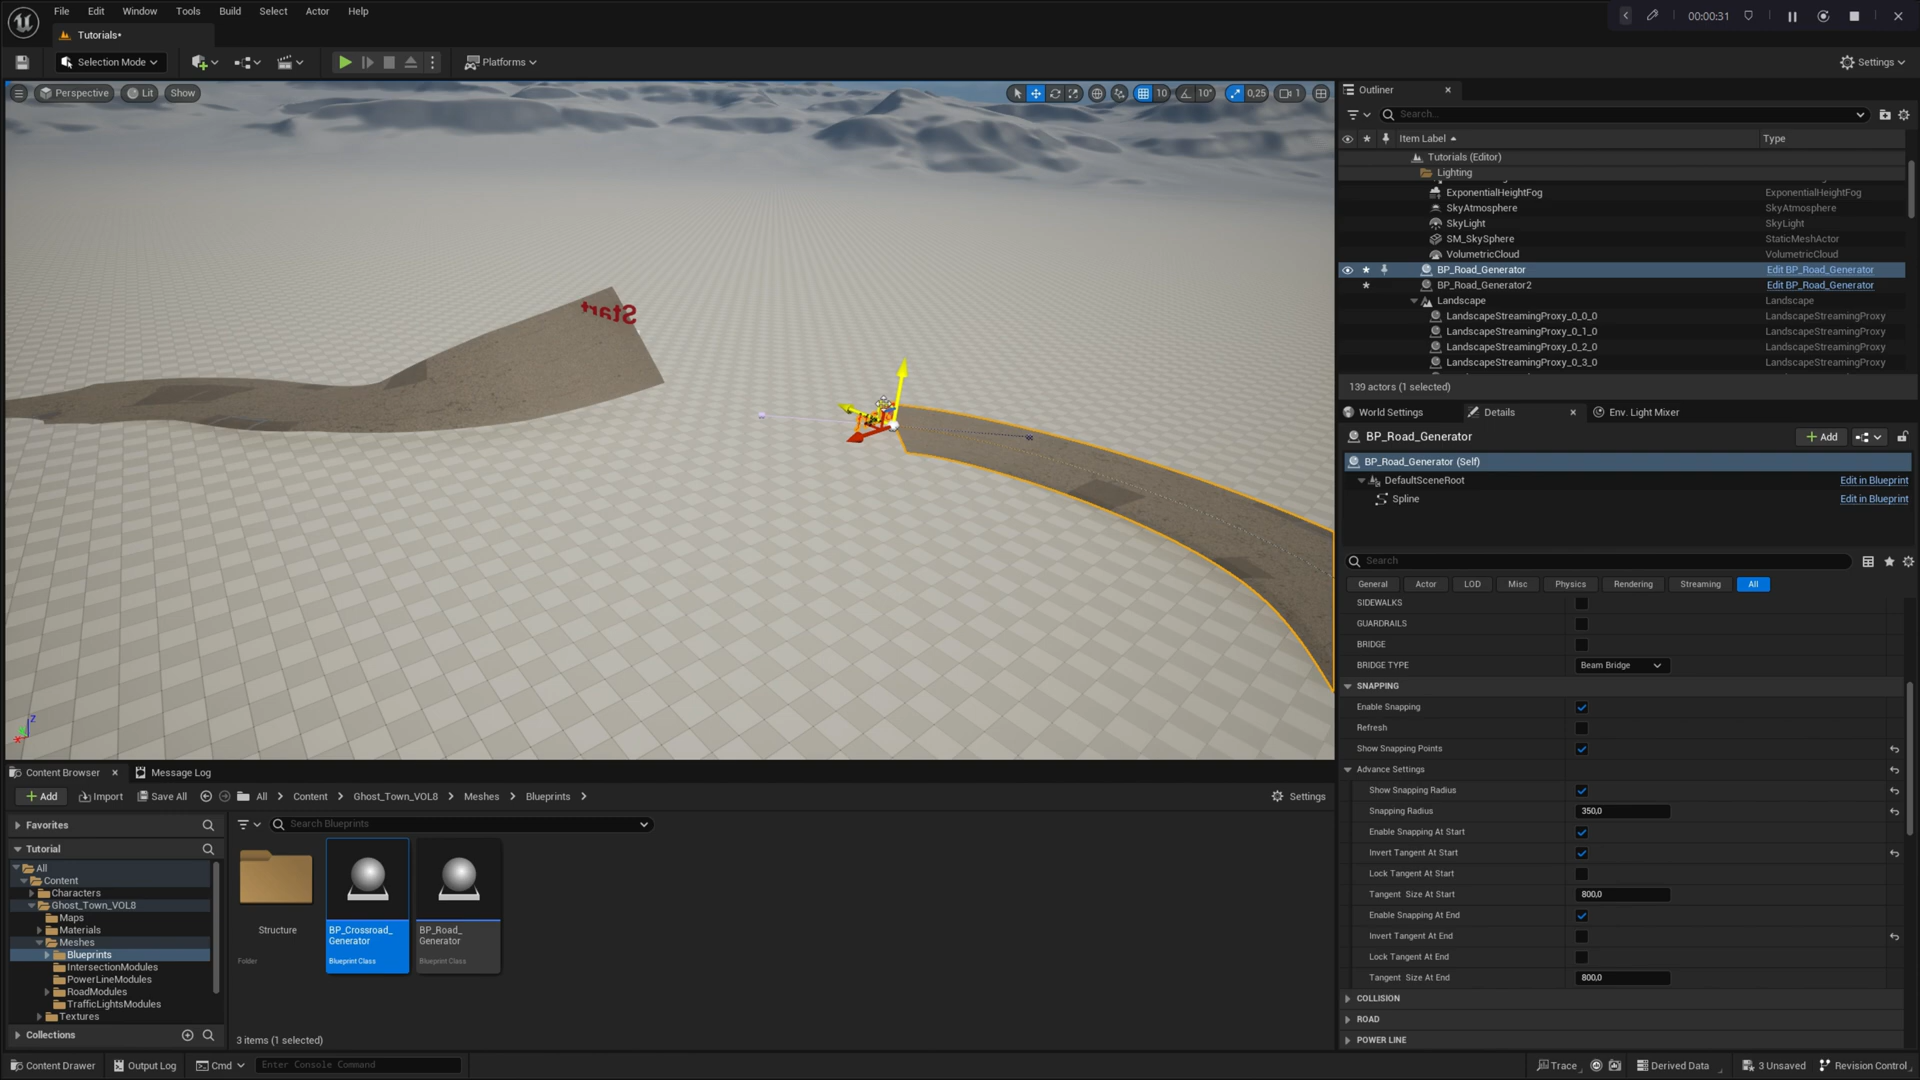 File Edit Window Tools Build Select Actor Help
00:00:31
Tutorials*
Selection Mode
Platforms
Settings
Perspective Lit Show
10 10° 0,25 1
Start
Outliner
Search...
Item Label Type
Tutorials (Editor)
Lighting
ExponentialHeightFog ExponentialHeightFog
SkyAtmosphere SkyAtmosphere
SkyLight SkyLight
SM_SkySphere StaticMeshActor
VolumetricCloud VolumetricCloud
BP_Road_Generator Edit BP_Road_Generator
BP_Road_Generator2 Edit BP_Road_Generator
Landscape Landscape
LandscapeStreamingProxy_0_0_0 LandscapeStreamingProxy
LandscapeStreamingProxy_0_1_0 LandscapeStreamingProxy
LandscapeStreamingProxy_0_2_0 LandscapeStreamingProxy
LandscapeStreamingProxy_0_3_0 LandscapeStreamingProxy
139 actors (1 selected)
World Settings Details Env. Light Mixer
BP_Road_Generator
Add
BP_Road_Generator (Self)
DefaultSceneRoot Edit in Blueprint
Spline Edit in Blueprint
Search
General Actor LOD Misc Physics Rendering Streaming All
SIDEWALKS
GUARDRAILS
BRIDGE
BRIDGE TYPE Beam Bridge
SNAPPING
Enable Snapping
Refresh
Show Snapping Points
Advance Settings
Show Snapping Radius
Snapping Radius 350,0
Enable Snapping At Start
Invert Tangent At Start
Lock Tangent At Start
Tangent Size At Start 800,0
Enable Snapping At End
Invert Tangent At End
Lock Tangent At End
Tangent Size At End 800,0
COLLISION
ROAD
POWER LINE
Z
X
Content Browser Message Log
Add Import Save All All Content Ghost_Town_VOL8 Meshes Blueprints Settings
Favorites
Search Blueprints
Tutorial
All
Content
Characters
Ghost_Town_VOL8
Maps
Materials
Meshes
Blueprints
IntersectionModules
PowerLineModules
RoadModules
TrafficLightsModules
Textures
Collections
Structure
Folder
BP_Crossroad_
Generator
Blueprint Class
BP_Road_
Generator
Blueprint Class
3 items (1 selected)
Content Drawer Output Log Cmd Enter Console Command
Trace Derived Data 3 Unsaved Revision Control